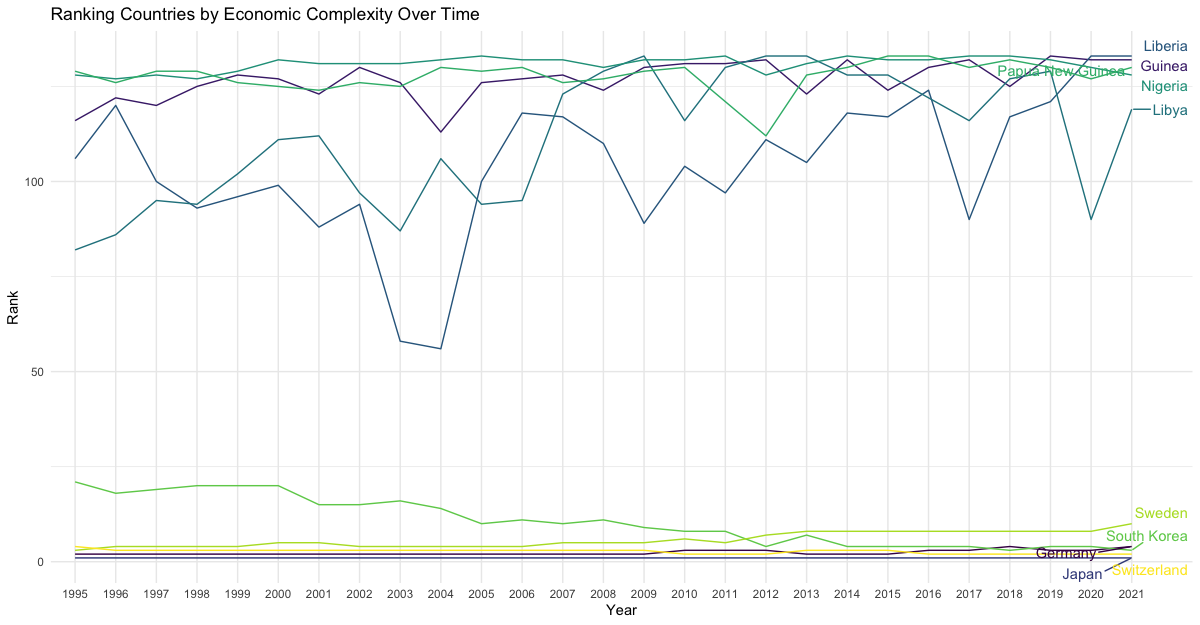 Ranking Countries by Economic Complexity Over Time
Liberia
Guinea
Papua New Guinea
Nigeria
Libya
100
50
0
Rank
Sweden
South Korea
Germany
Japan
Switzerland
1995 1996 1997 1998 1999 2000 2001 2002 2003 2004 2005 2006 2007 2008 2009 2010 2011 2012 2013 2014 2015 2016 2017 2018 2019 2020 2021
Year